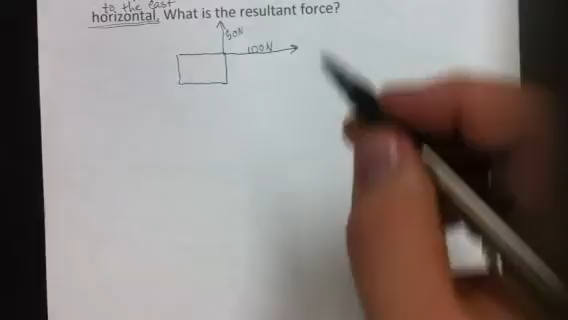 to the east
horizontal. What is the resultant force?
50N
100N